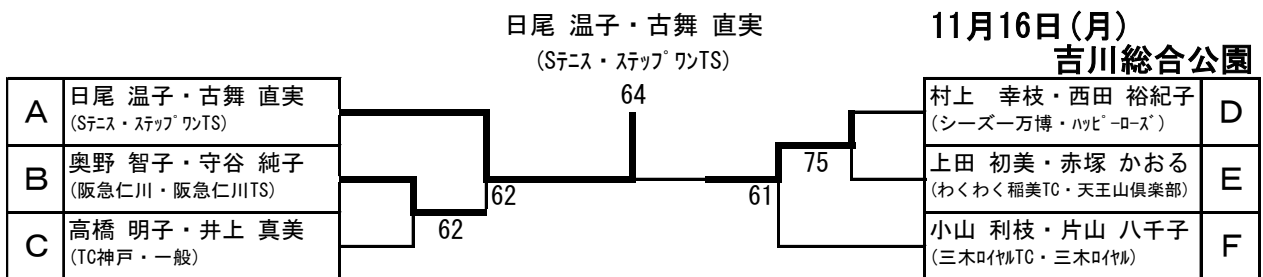 日尾 温子・古舞 直実
(Sﾃﾆｽ・ｽﾃｯﾌﾟﾜﾝTS)
11月16日(月)
吉川総合公園
64
A
日尾 温子・古舞 直実
(Sﾃﾆｽ・ｽﾃｯﾌﾟﾜﾝTS)
B
奥野 智子・守谷 純子
(阪急仁川・阪急仁川TS)
C
高橋 明子・井上 真美
(TC神戸・一般)
62
62
75
61
村上 幸枝・西田 裕紀子
(シーズー万博・ﾊｯﾋﾟｰﾛｰｽﾞ)
D
上田 初美・赤塚 かおる
(わくわく稲美TC・天王山倶楽部)
E
小山 利枝・片山 八千子
(三木ﾛｲﾔﾙTC・三木ﾛｲﾔﾙ)
F